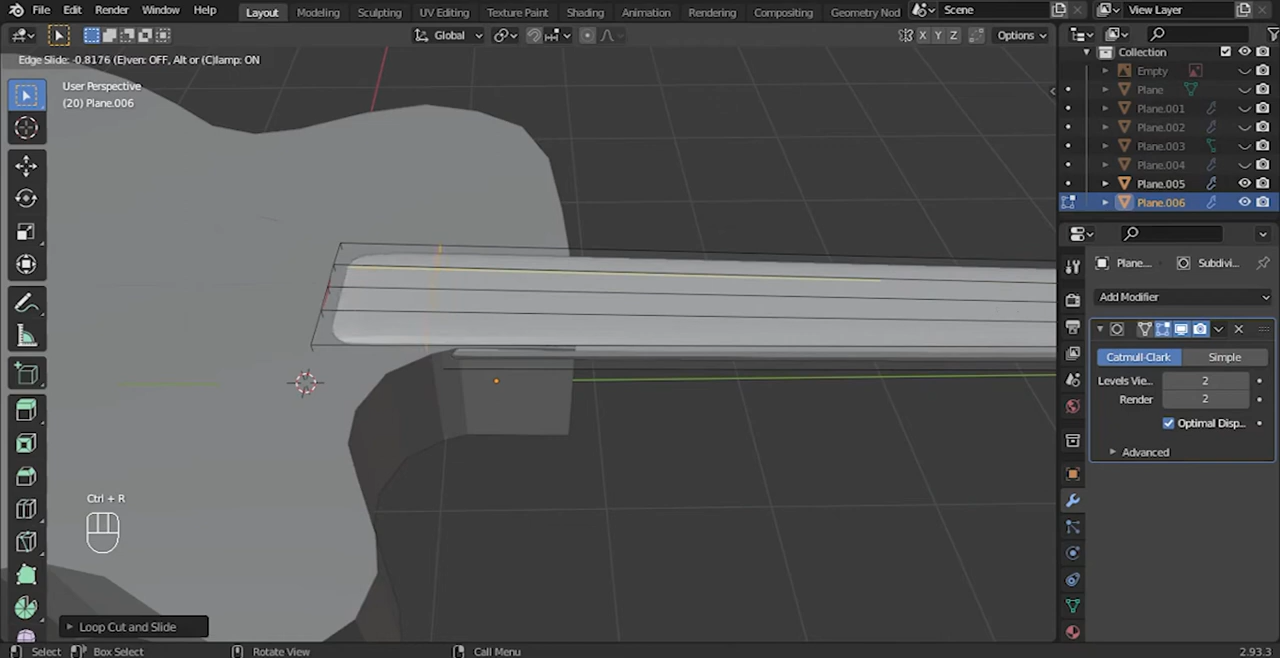 File Edit Render Window Help Layout Modeling Sculpting UV Editing Texture Paint Shading Animation Rendering Compositing Geometry Nod Scene View Layer
Global X Y Z Options
Edge Slide: -0.8176 (E)ven: OFF, Alt or (C)lamp: ON
User Perspective
(20) Plane.006
Collection
Empty
Plane
Plane.001
Plane.002
Plane.003
Plane.004
Plane.005
Plane.006
Plane... Subdivi...
Add Modifier
Catmull-Clark Simple
Levels Vie... 2
Render 2
Optimal Disp...
Advanced
Ctrl + R
Loop Cut and Slide
Select Box Select Rotate View Call Menu 2.93.3